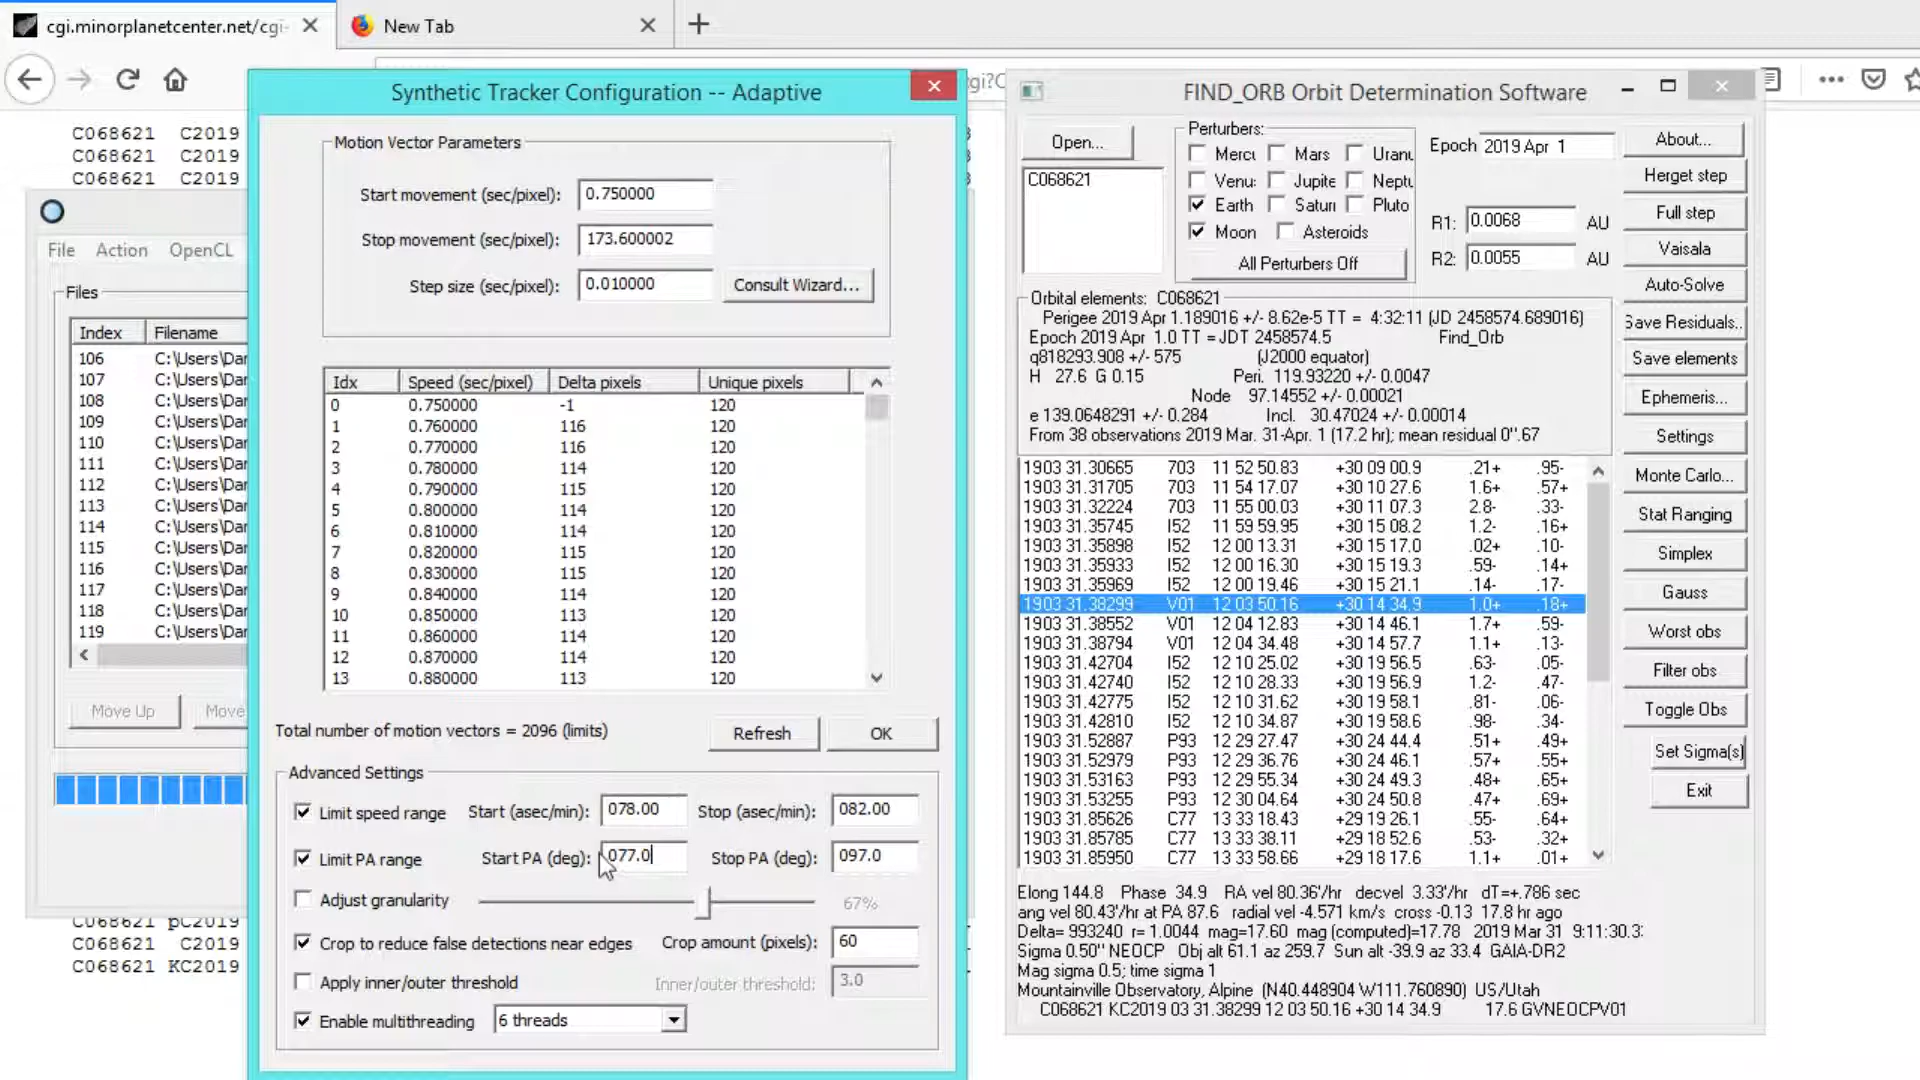 cgi.minorplanetcenter.net/cgi-
New Tab
gi?C
C068621 C2019
C068621 C2019
C068621 C2019
File Action OpenCL
Files
Index Filename
106 C:\Users\Dar
107 C:\Users\Dar
108 C:\Users\Dar
109 C:\Users\Dar
110 C:\Users\Dar
111 C:\Users\Dar
112 C:\Users\Dar
113 C:\Users\Dar
114 C:\Users\Dar
115 C:\Users\Dar
116 C:\Users\Dar
117 C:\Users\Dar
118 C:\Users\Dar
119 C:\Users\Dar
Move Up Move
C068621 pC2019
C068621 C2019
C068621 KC2019
Synthetic Tracker Configuration -- Adaptive
Motion Vector Parameters
Start movement (sec/pixel): 0.750000
Stop movement (sec/pixel): 173.600002
Step size (sec/pixel): 0.010000 Consult Wizard...
Idx Speed (sec/pixel) Delta pixels Unique pixels
0 0.750000 -1 120
1 0.760000 116 120
2 0.770000 116 120
3 0.780000 114 120
4 0.790000 115 120
5 0.800000 114 120
6 0.810000 114 120
7 0.820000 115 120
8 0.830000 115 120
9 0.840000 114 120
10 0.850000 113 120
11 0.860000 114 120
12 0.870000 114 120
13 0.880000 113 120
Total number of motion vectors = 2096 (limits) Refresh OK
Advanced Settings
Limit speed range Start (asec/min): 078.00 Stop (asec/min): 082.00
Limit PA range Start PA (deg): 077.0 Stop PA (deg): 097.0
Adjust granularity 67%
Crop to reduce false detections near edges Crop amount (pixels): 60
Apply inner/outer threshold Inner/outer threshold: 3.0
Enable multithreading 6 threads
FIND_ORB Orbit Determination Software
Open...
C068621
Perturbers:
Mercu Mars Uranu
Venu: Jupite Neptu
Earth Saturi Pluto
Moon Asteroids
All Perturbers Off
Epoch 2019 Apr 1
R1: 0.0068 AU
R2: 0.0055 AU
About...
Herget step
Full step
Vaisala
Auto-Solve
Save Residuals..
Save elements
Ephemeris...
Settings
Monte Carlo...
Stat Ranging
Simplex
Gauss
Worst obs
Filter obs
Toggle Obs
Set Sigma(s)
Exit
Orbital elements: C068621
Perigee 2019 Apr 1.189016 +/- 8.62e-5 TT = 4:32:11 (JD 2458574.689016)
Epoch 2019 Apr 1.0 TT = JDT 2458574.5 Find_Orb
q818293.908 +/- 575 (J2000 equator)
H 27.6 G 0.15 Peri. 119.93220 +/- 0.0047
Node 97.14552 +/- 0.00021
e 139.0648291 +/- 0.284 Incl. 30.47024 +/- 0.00014
From 38 observations 2019 Mar. 31-Apr. 1 (17.2 hr); mean residual 0".67
1903 31.30665 703 11 52 50.83 +30 09 00.9 .21+ .95-
1903 31.31705 703 11 54 17.07 +30 10 27.6 1.6+ .57+
1903 31.32224 703 11 55 00.03 +30 11 07.3 2.8- .33-
1903 31.35745 I52 11 59 59.95 +30 15 08.2 1.2- .16+
1903 31.35898 I52 12 00 13.31 +30 15 17.0 .02+ .10-
1903 31.35933 I52 12 00 16.30 +30 15 19.3 .59- .14+
1903 31.35969 I52 12 00 19.46 +30 15 21.1 .14- .17-
1903 31.38299 V01 12 03 50.16 +30 14 34.9 1.0+ .18+
1903 31.38552 V01 12 04 12.83 +30 14 46.1 1.7+ .59-
1903 31.38794 V01 12 04 34.48 +30 14 57.7 1.1+ .13-
1903 31.42704 I52 12 10 25.02 +30 19 56.5 .63- .05-
1903 31.42740 I52 12 10 28.33 +30 19 56.9 1.2- .47-
1903 31.42775 I52 12 10 31.62 +30 19 58.1 .81- .06-
1903 31.42810 I52 12 10 34.87 +30 19 58.6 .98- .34-
1903 31.52887 P93 12 29 27.47 +30 24 44.4 .51+ .49+
1903 31.52979 P93 12 29 36.76 +30 24 46.1 .57+ .55+
1903 31.53163 P93 12 29 55.34 +30 24 49.3 .48+ .65+
1903 31.53255 P93 12 30 04.64 +30 24 50.8 .47+ .69+
1903 31.85626 C77 13 33 18.43 +29 19 26.1 .55- .64+
1903 31.85785 C77 13 33 38.11 +29 18 52.6 .53- .32+
1903 31.85950 C77 13 33 58.66 +29 18 17.6 1.1+ .01+
Elong 144.8 Phase 34.9 RA vel 80.36'/hr decvel 3.33'/hr dT=+.786 sec
ang vel 80.43'/hr at PA 87.6 radial vel -4.571 km/s cross -0.13 17.8 hr ago
Delta= 993240 r= 1.0044 mag=17.60 mag (computed)=17.78 2019 Mar 31 9:11:30.3:
Sigma 0.50" NEOCP Obj alt 61.1 az 259.7 Sun alt -39.9 az 33.4 GAIA-DR2
Mag sigma 0.5; time sigma 1
Mountainville Observatory, Alpine (N40.448904 W111.760890) US/Utah
C068621 KC2019 03 31.38299 12 03 50.16 +30 14 34.9 17.6 GVNEOCPV01